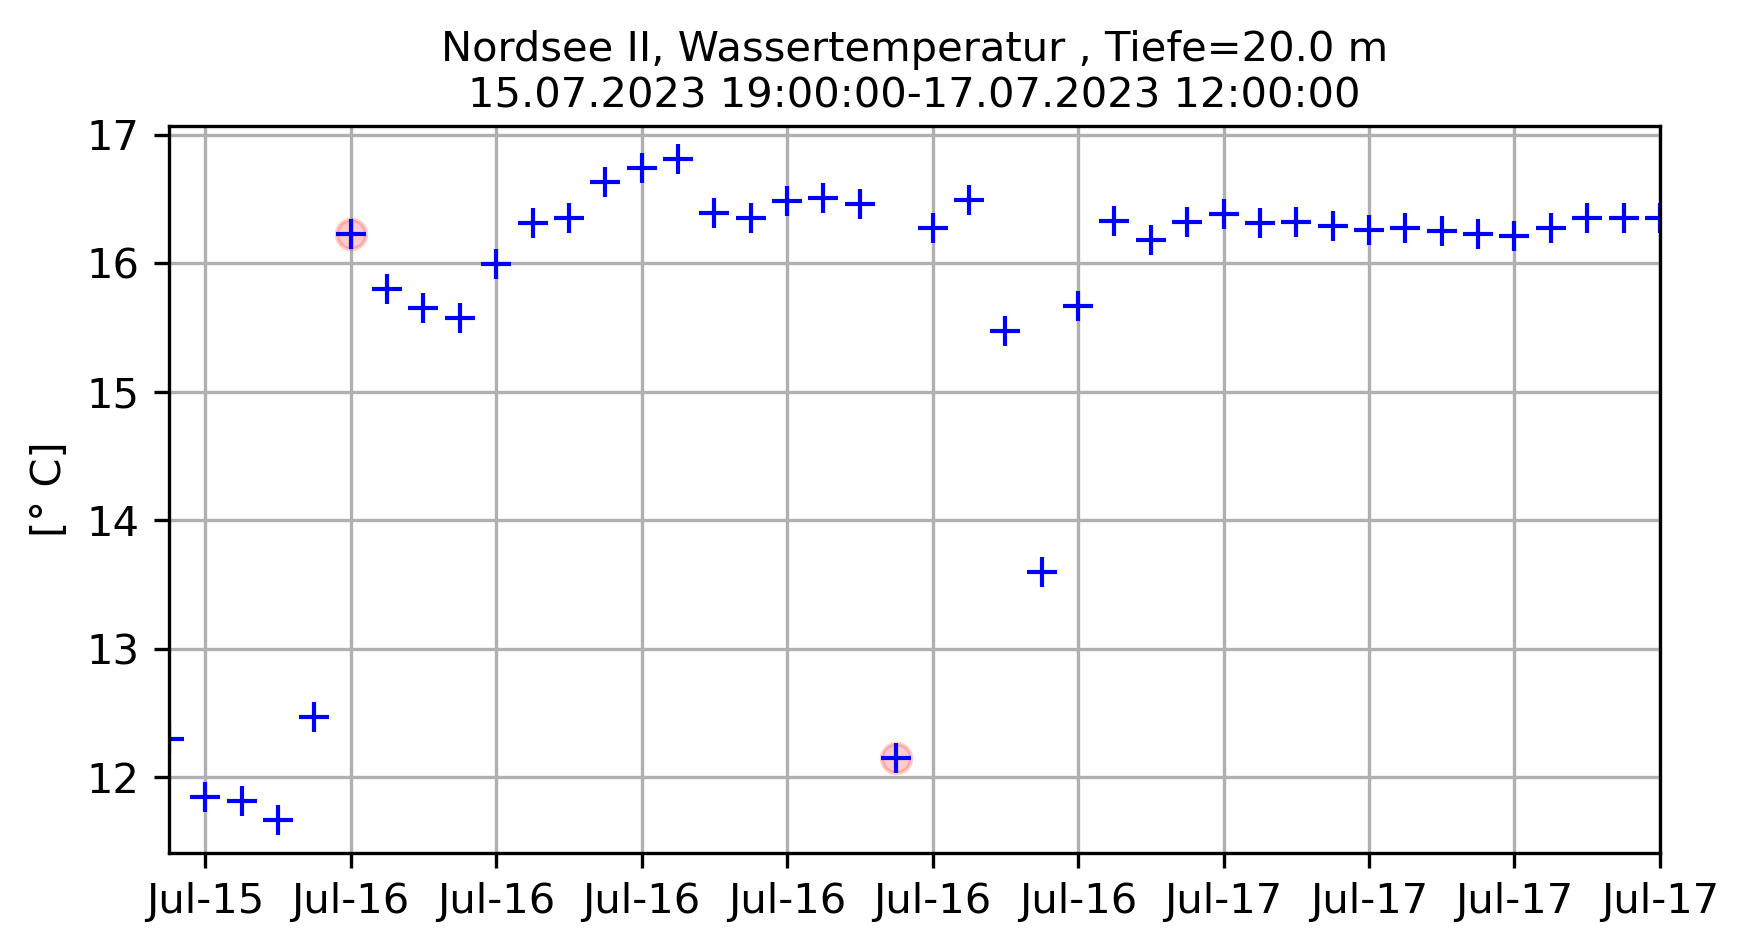 Nordsee II, Wassertemperatur , Tiefe=20.0 m
15.07.2023 19:00:00-17.07.2023 12:00:00
17
16
15
14
13
12
[° C]
Jul-15 Jul-16 Jul-16 Jul-16 Jul-16 Jul-16 Jul-16 Jul-17 Jul-17 Jul-17 Jul-17